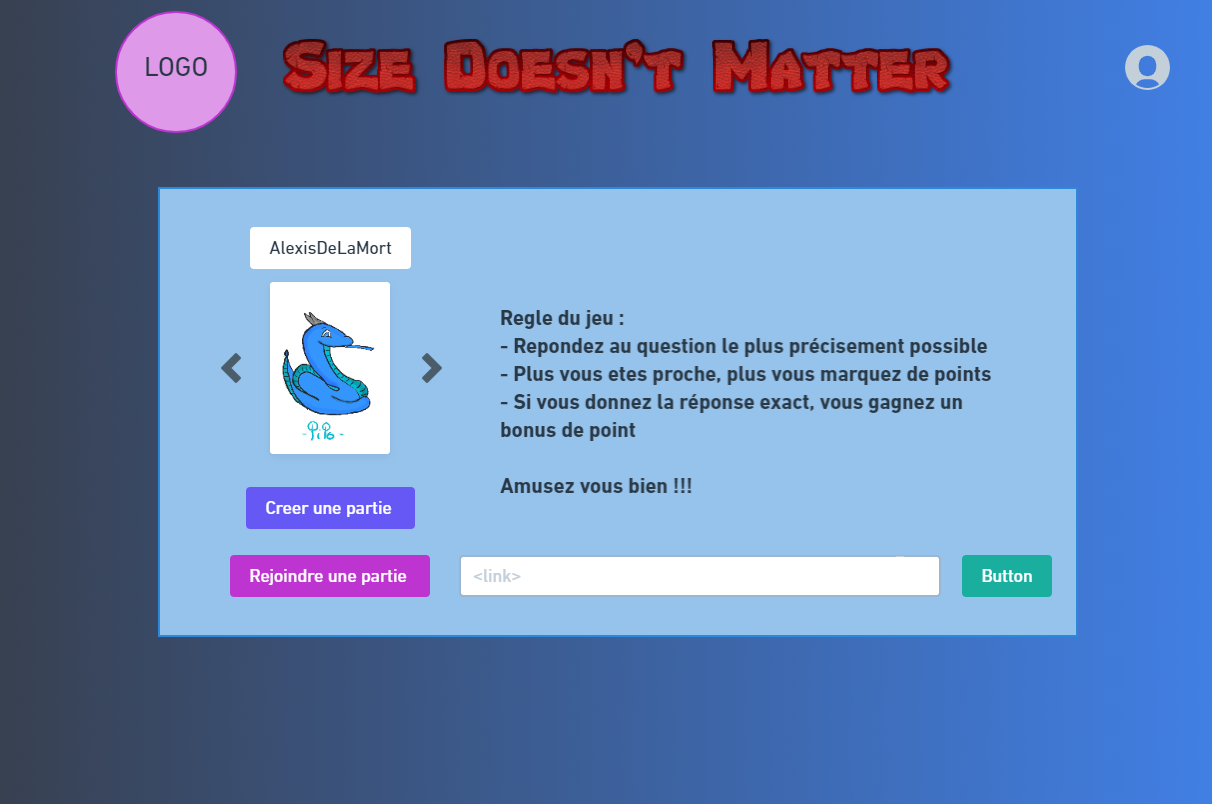 LOGO
Size Doesn't Matter
AlexisDeLaMort
-PiPo-
Regle du jeu :
- Repondez au question le plus précisement possible
- Plus vous etes proche, plus vous marquez de points
- Si vous donnez la réponse exact, vous gagnez un
bonus de point
Amusez vous bien !!!
Creer une partie
Rejoindre une partie
<link>
Button